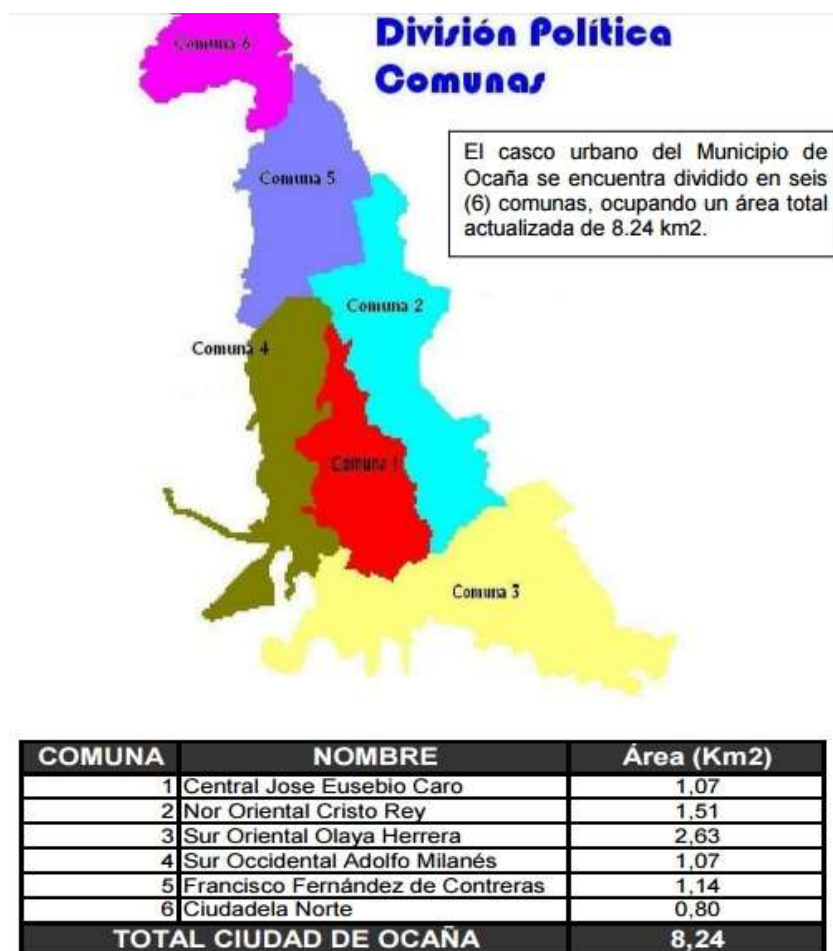 División Política
Comunas
El casco urbano del Municipio de
Ocaña se encuentra dividido en seis
(6) comunas, ocupando un área total
actualizada de 8.24 km2.
Comuna 6
Comuna 5
Comuna 2
Comuna 4
Comuna 1
Comuna 3
COMUNA NOMBRE Área (Km2)
1 Central Jose Eusebio Caro 1,07
2 Nor Oriental Cristo Rey 1,51
3 Sur Oriental Olaya Herrera 2,63
4 Sur Occidental Adolfo Milanés 1,07
5 Francisco Fernández de Contreras 1,14
6 Ciudadela Norte 0,80
TOTAL CIUDAD DE OCAÑA 8,24